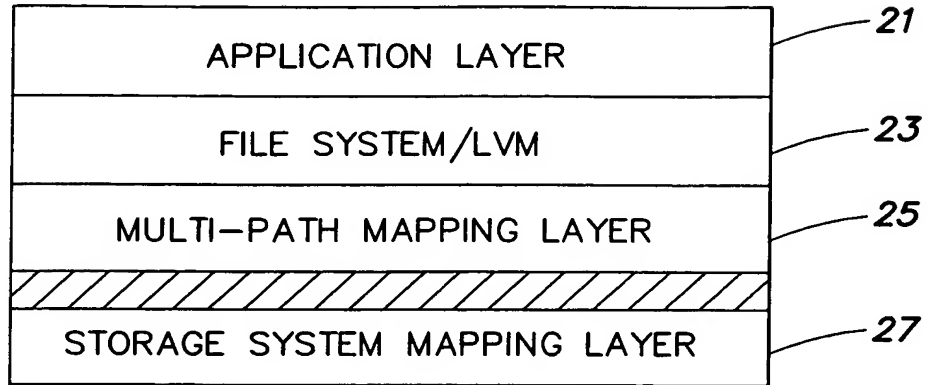 APPLICATION LAYER 21
FILE SYSTEM/LVM 23
MULTI-PATH MAPPING LAYER 25
STORAGE SYSTEM MAPPING LAYER 27